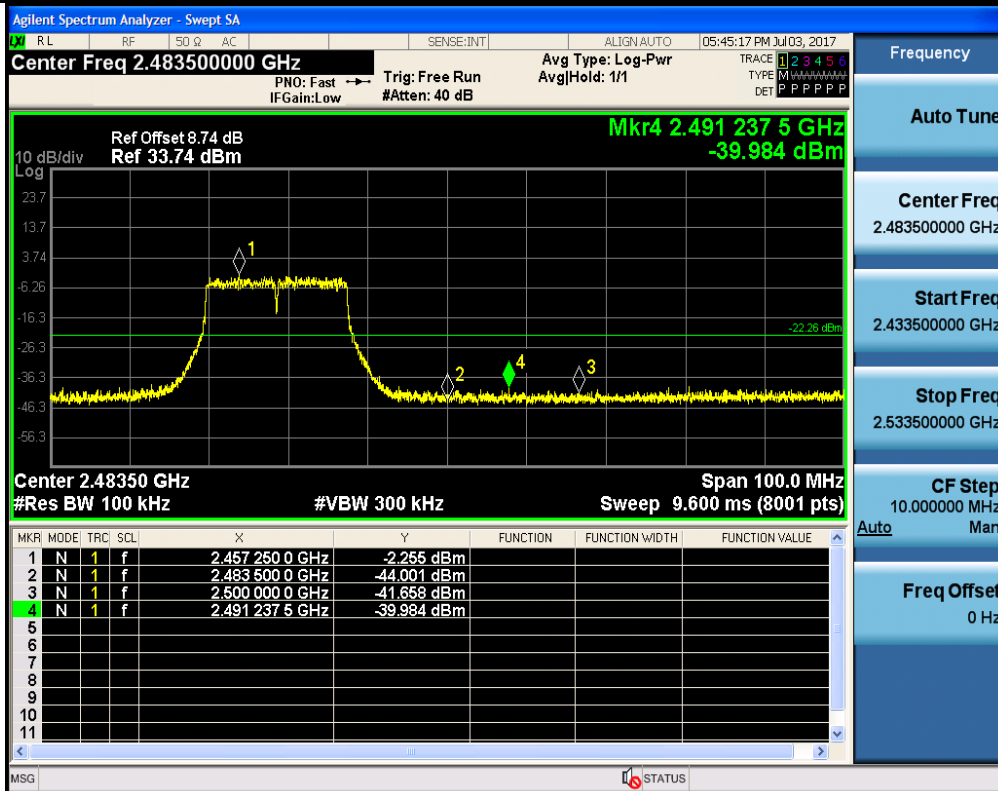 Agilent Spectrum Analyzer - Swept SA
LXI RL RF 50 Ω AC SENSE:INT ALIGN AUTO 05:45:17 PM Jul 03, 2017
Center Freq 2.483500000 GHz
PNO: Fast
IFGain:Low
Trig: Free Run
#Atten: 40 dB
Avg Type: Log-Pwr
Avg|Hold: 1/1
TRACE 1 2 3 4 5 6
TYPE M
DET P P P P P P
Mkr4 2.491 237 5 GHz
-39.984 dBm
Ref Offset 8.74 dB
10 dB/div Ref 33.74 dBm
Log
23.7
13.7
3.74
-6.26
-16.3
-26.3
-36.3
-46.3
-56.3
1
2
4
3
-22.26 dBm
Center 2.48350 GHz Span 100.0 MHz
#Res BW 100 kHz #VBW 300 kHz Sweep 9.600 ms (8001 pts)
MKR MODE TRC SCL X Y FUNCTION FUNCTION WIDTH FUNCTION VALUE
1 N 1 f 2.457 250 0 GHz -2.255 dBm
2 N 1 f 2.483 500 0 GHz -44.001 dBm
3 N 1 f 2.500 000 0 GHz -41.658 dBm
4 N 1 f 2.491 237 5 GHz -39.984 dBm
5
6
7
8
9
10
11
MSG STATUS
Frequency
Auto Tune
Center Freq
2.483500000 GHz
Start Freq
2.433500000 GHz
Stop Freq
2.533500000 GHz
CF Step
10.000000 MHz
Auto Man
Freq Offset
0 Hz